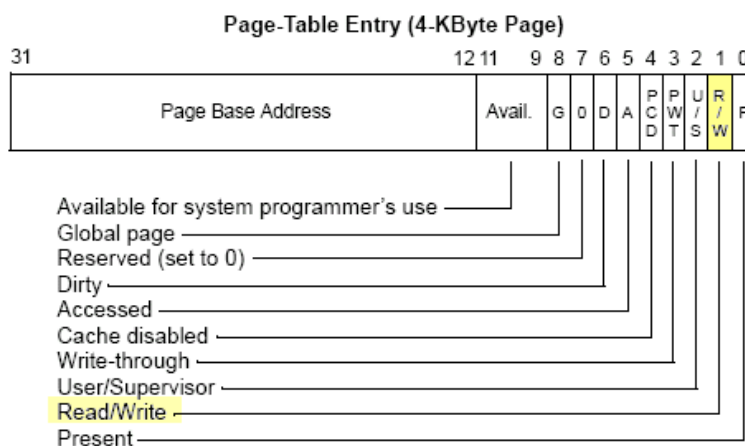 Page-Table Entry (4-KByte Page)
31 12 11 9 8 7 6 5 4 3 2 1 0
Page Base Address Avail. G 0 D A PCD PWT U/S R/W P
Available for system programmer's use
Global page
Reserved (set to 0)
Dirty
Accessed
Cache disabled
Write-through
User/Supervisor
Read/Write
Present